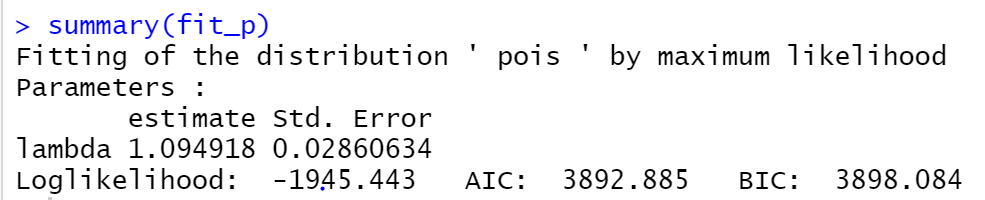 > summary(fit_p)
Fitting of the distribution ' pois ' by maximum likelihood
Parameters :
estimate Std. Error
lambda 1.094918 0.02860634
Loglikelihood: -1945.443 AIC: 3892.885 BIC: 3898.084